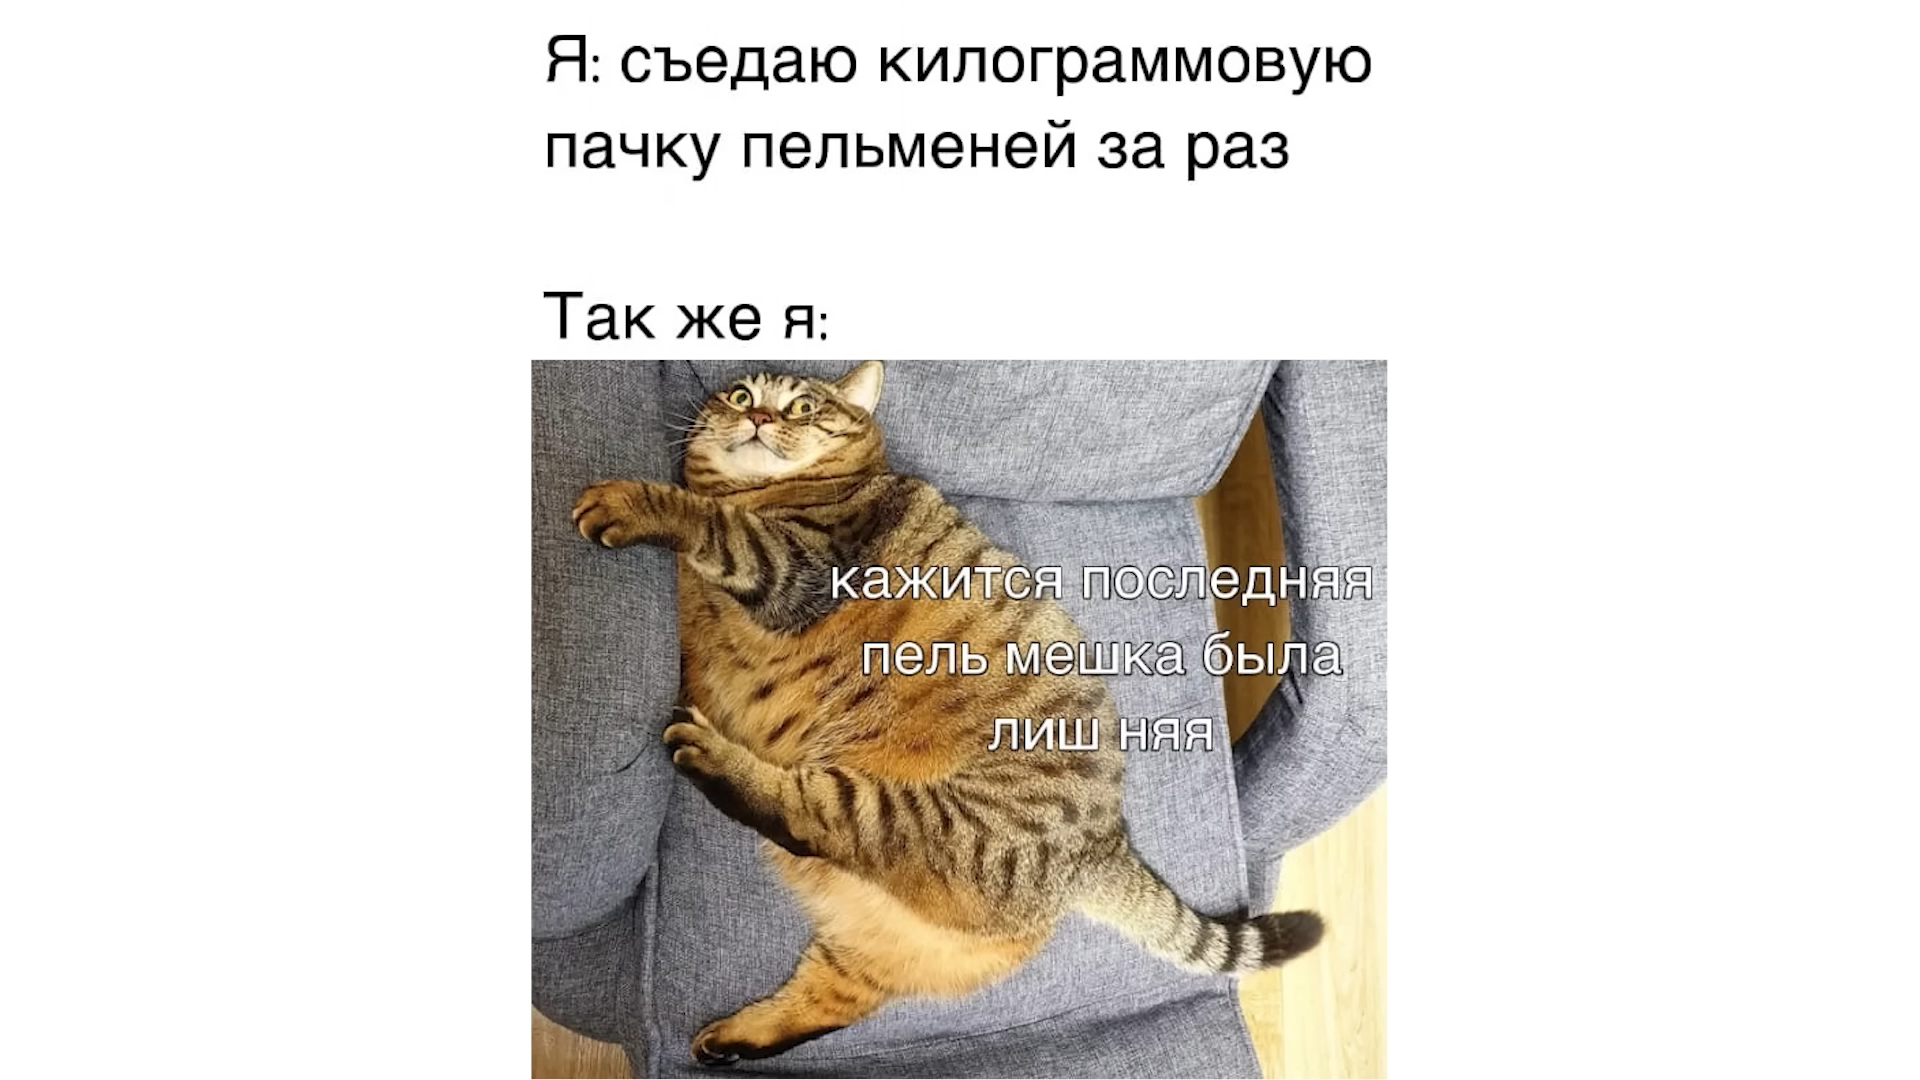 Я: съедаю килограммовую
пачку пельменей за раз
Так же я:
кажится последняя
пель мешка была
лиш няя